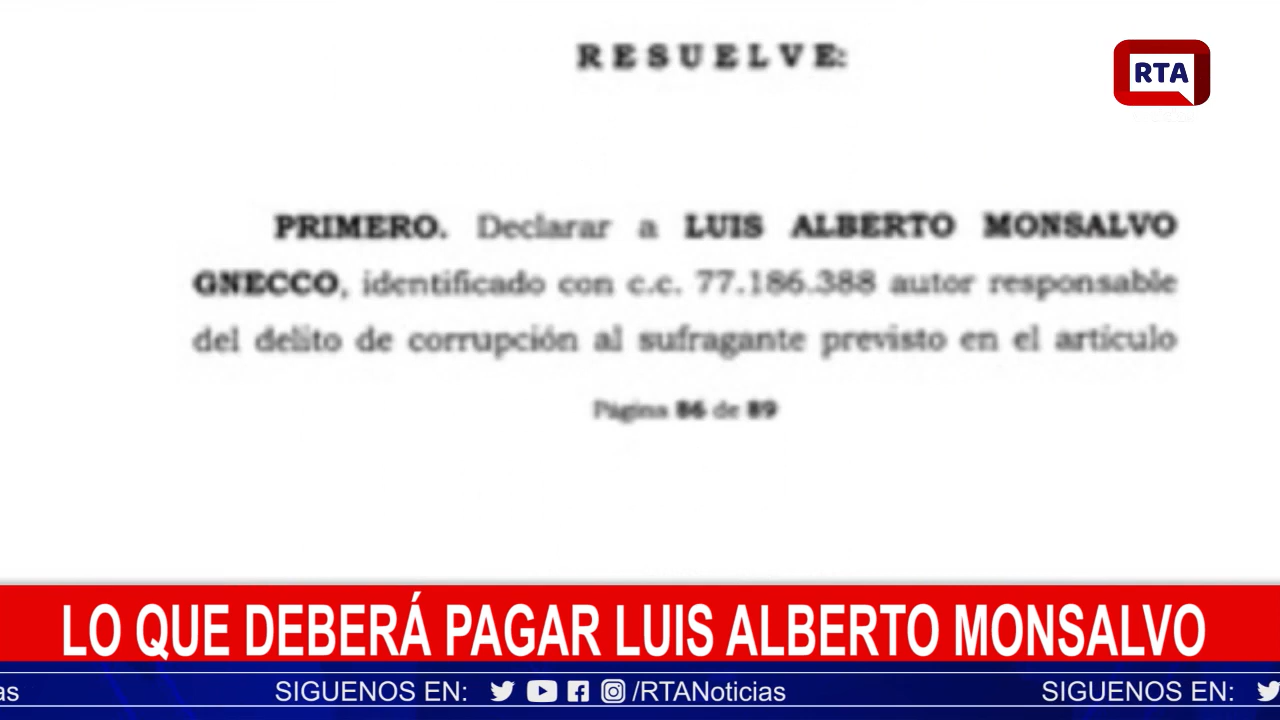 R E S U E L V E:
RTA
PRIMERO. Declarar a LUIS ALBERTO MONSALVO
GNECCO, identificado con c.c. 77.186.388 autor responsable
del delito de corrupción al sufragante previsto en el artículo
Página 86 de 89
LO QUE DEBERÁ PAGAR LUIS ALBERTO MONSALVO
as SIGUENOS EN: /RTANoticias SIGUENOS EN: